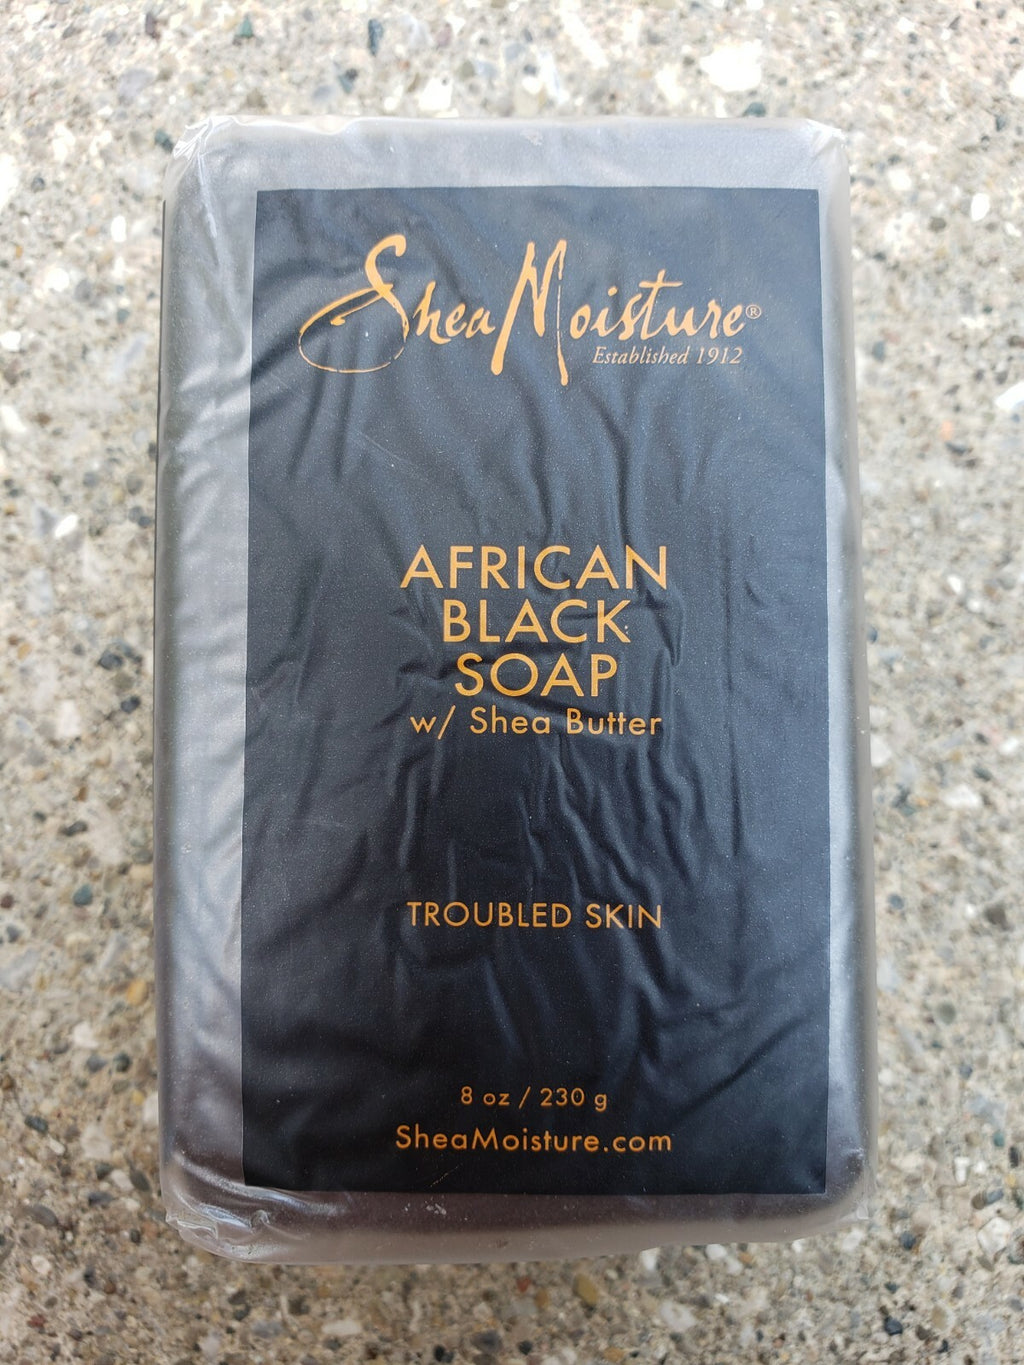 SheaMoisture®
Established 1912
AFRICAN
BLACK
SOAP
w/ Shea Butter
TROUBLED SKIN
8 oz / 230 g
SheaMoisture.com